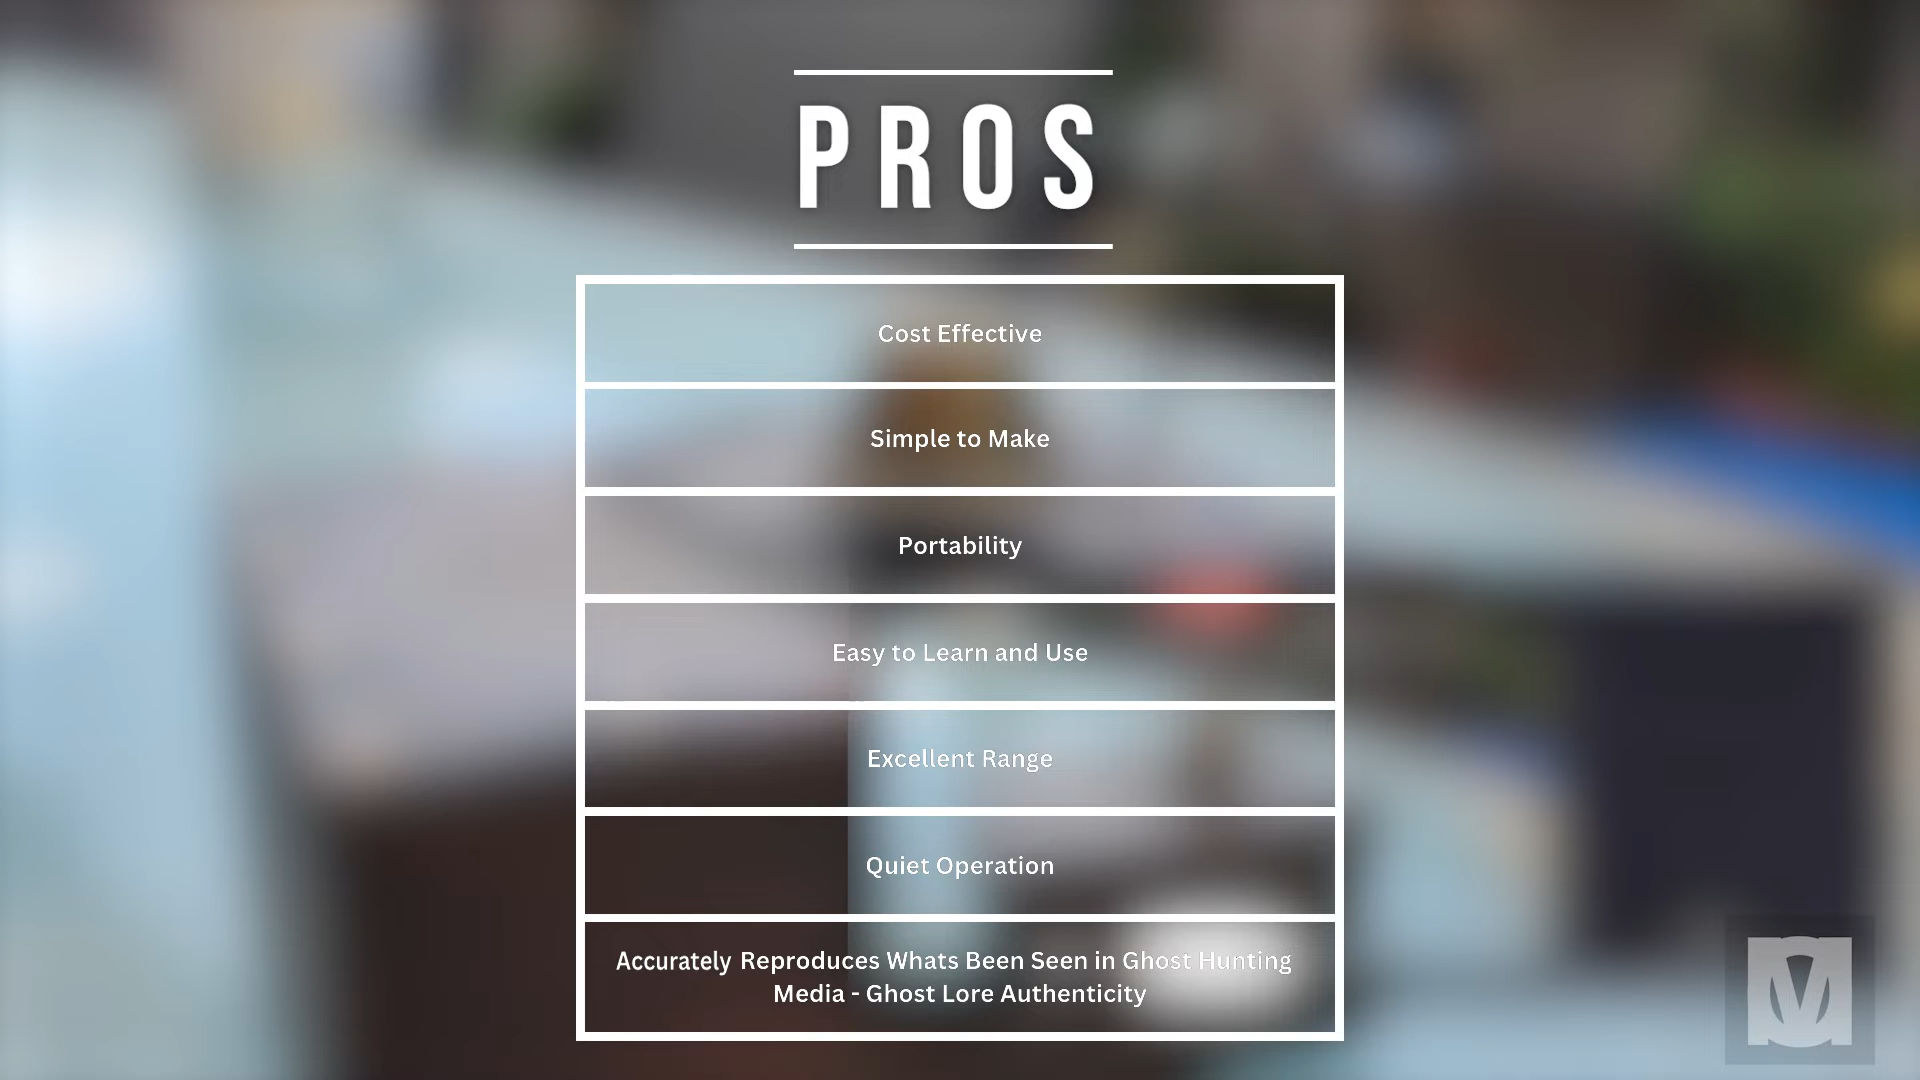 PROS
Cost Effective
Simple to Make
Portability
Easy to Learn and Use
Excellent Range
Quiet Operation
Accurately Reproduces Whats Been Seen in Ghost Hunting
Media - Ghost Lore Authenticity